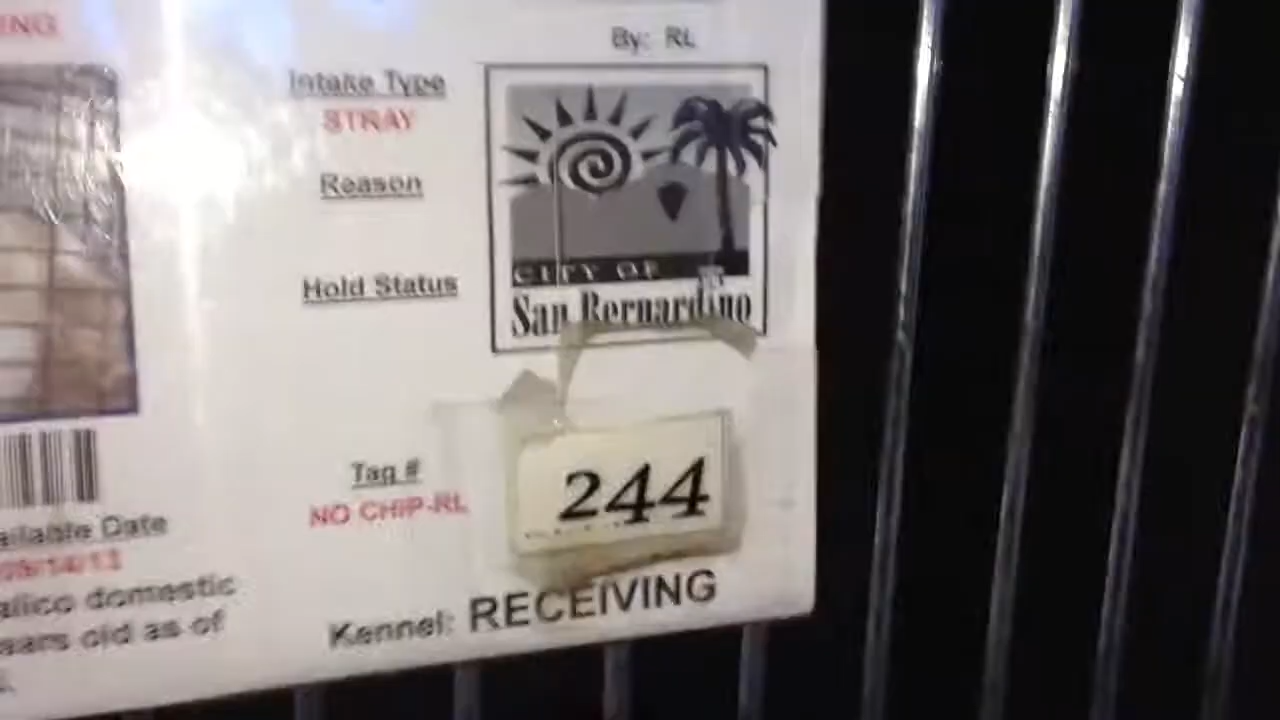 ING
By: RL
Intake Type
STRAY
Reason
CITY OF
San Bernardino
Hold Status
244
Tag #
NO CHIP-RL
ailable Date
alico domestic
ears old as of
Kennel: RECEIVING